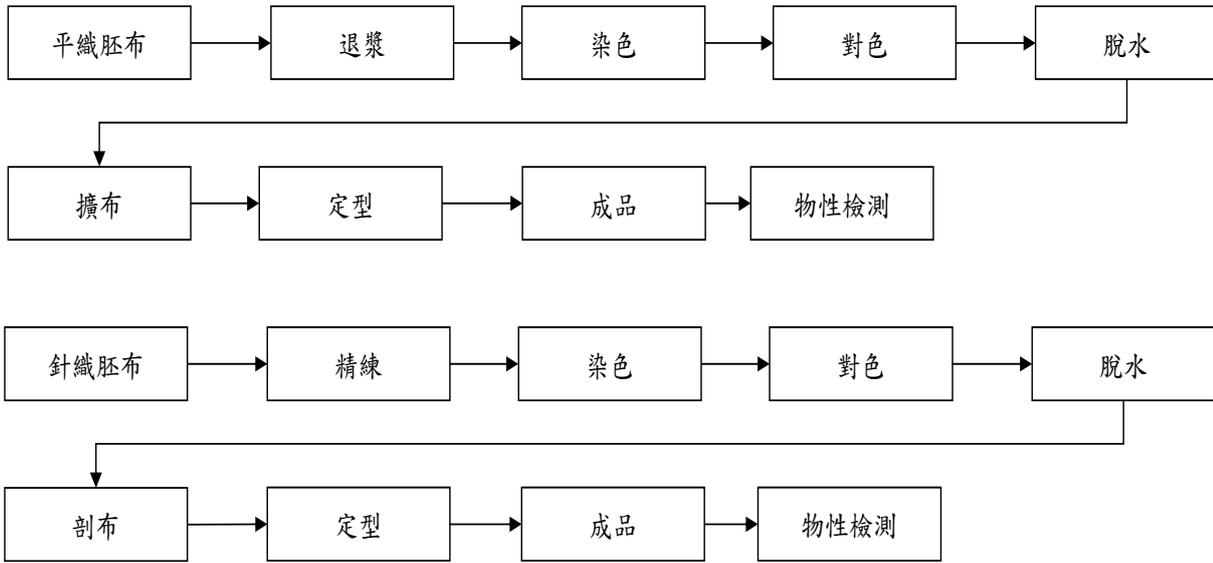 平織胚布
退漿
染色
對色
脫水
擴布
定型
成品
物性檢測
針織胚布
精練
染色
對色
脫水
剖布
定型
成品
物性檢測